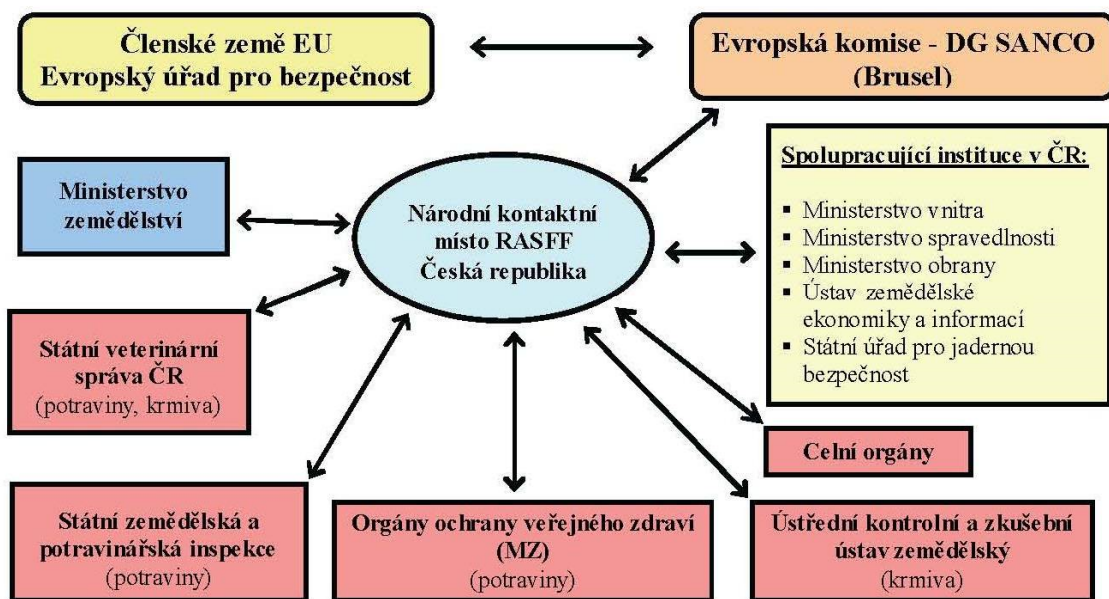 Členské země EU
Evropský úřad pro bezpečnost
Evropská komise - DG SANCO
(Brusel)
Ministerstvo
zemědělství
Národní kontaktní
místo RASFF
Česká republika
Spolupracující instituce v ČR:
▪ Ministerstvo vnitra
▪ Ministerstvo spravedlnosti
▪ Ministerstvo obrany
▪ Ústav zemědělské
ekonomiky a informací
▪ Státní úřad pro jadernou
bezpečnost
Státní veterinární
správa ČR
(potraviny, krmiva)
Celní orgány
Státní zemědělská a
potravinářská inspekce
(potraviny)
Orgány ochrany veřejného zdraví
(MZ)
(potraviny)
Ústřední kontrolní a zkušební
ústav zemědělský
(krmiva)